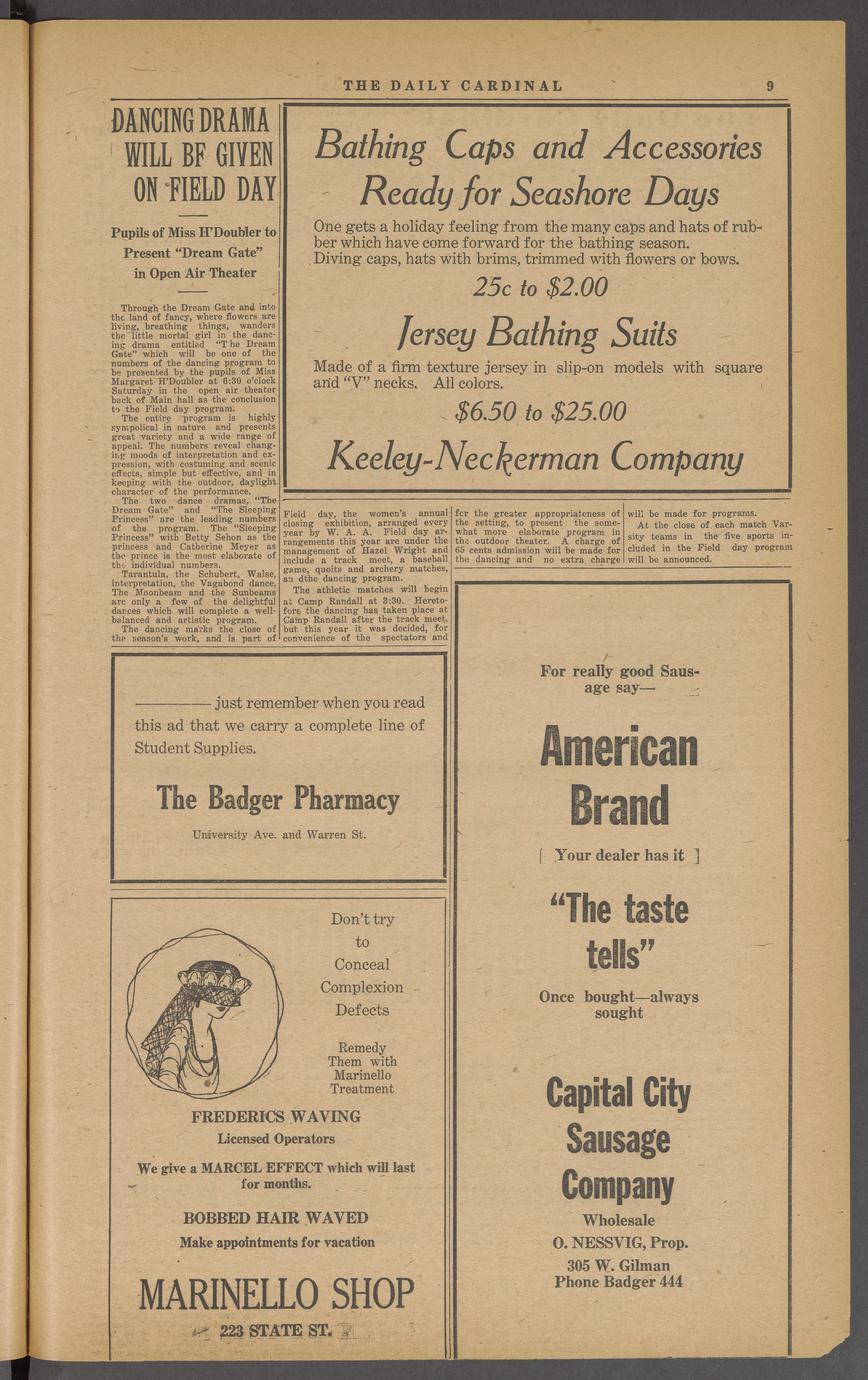 THE DAILY CARDINAL
9
DANCING DRAMA
WILL BF GIVEN
ON FIELD DAY
Pupils of Miss H'Doubler to
Present “Dream Gate”
in Open Air Theater
Through the Dream Gate and into
the land of fancy, where flowers are
living, breathing things, wanders
the little mortal girl in the danc-
ing drama entitled “The Dream
Gate” which will be one of the
numbers of the dancing program to
be presented by the pupils of Miss
Margaret H'Doubler at 6:30 o'clock
Saturday in the open air theater
back of Main hall as the conclusion
to the Field day program.
The entire program is highly
sympolical in nature and presents
great variety and a wide range of
appeal. The numbers reveal chang-
ing moods of interpretation and ex-
pression, with costuming and scenic
effects, simple but effective, and in
keeping with the outdoor, daylight
character of the performance.
The two dance dramas, “The
Dream Gate” and “The Sleeping
Princess” are the leading numbers
of the program. The “Sleeping
Princess” with Betty Sehon as the
princess and Catherine Meyer as
the prince is the most elaborate of
the individual numbers.
Tarantula, the Schubert, Walse,
interpretation, the Vagabond dance,
The Moonbeam and the Sunbeams
are only a few of the delightful
dances which will complete a well-
balanced and artistic program.
The dancing marks the close of
the season's work, and is part of
Field day, the women's annual
closing exhibition, arranged every
year by W. A. A. Field day ar-
rangements this year are under the
management of Hazel Wright and
include a track meet, a baseball
game, quoits and archery matches,
an dthe dancing program.
The athletic matches will begin
at Camp Randall at 3:30. Hereto-
fore the dancing has taken place at
Camp Randall after the track meet,
but this year it was decided, for
convenience of the spectators and
for the greater appropriateness of
the setting, to present the some-
what more elaborate program in
the outdoor theater. A charge of
65 cents admission will be made for
the dancing and no extra charge
will be made for programs.
At the close of each match Var-
sity teams in the five sports in-
cluded in the Field day program
will be announced.
Bathing Caps and Accessories
Ready for Seashore Days
One gets a holiday feeling from the many caps and hats of rub-
ber which have come forward for the bathing season.
Diving caps, hats with brims, trimmed with flowers or bows.
25c to $2.00
Jersey Bathing Suits
Made of a firm texture jersey in slip-on models with square
and “V” necks. All colors.
$6.50 to $25.00
Keeley-Neckerman Company
———— just remember when you read
this ad that we carry a complete line of
Student Supplies.
The Badger Pharmacy
University Ave. and Warren St.
Don't try
to
Conceal
Complexion
Defects
Remedy
Them with
Marinello
Treatment
FREDERICS WAVING
Licensed Operators
We give a MARCEL EFFECT which will last
for months.
BOBBED HAIR WAVED
Make appointments for vacation
MARINELLO SHOP
223 STATE ST.
For really good Saus-
age say—
American
Brand
[ Your dealer has it ]
“The taste
tells”
Once bought—always
sought
Capital City
Sausage
Company
Wholesale
O. NESSVIG, Prop.
305 W. Gilman
Phone Badger 444